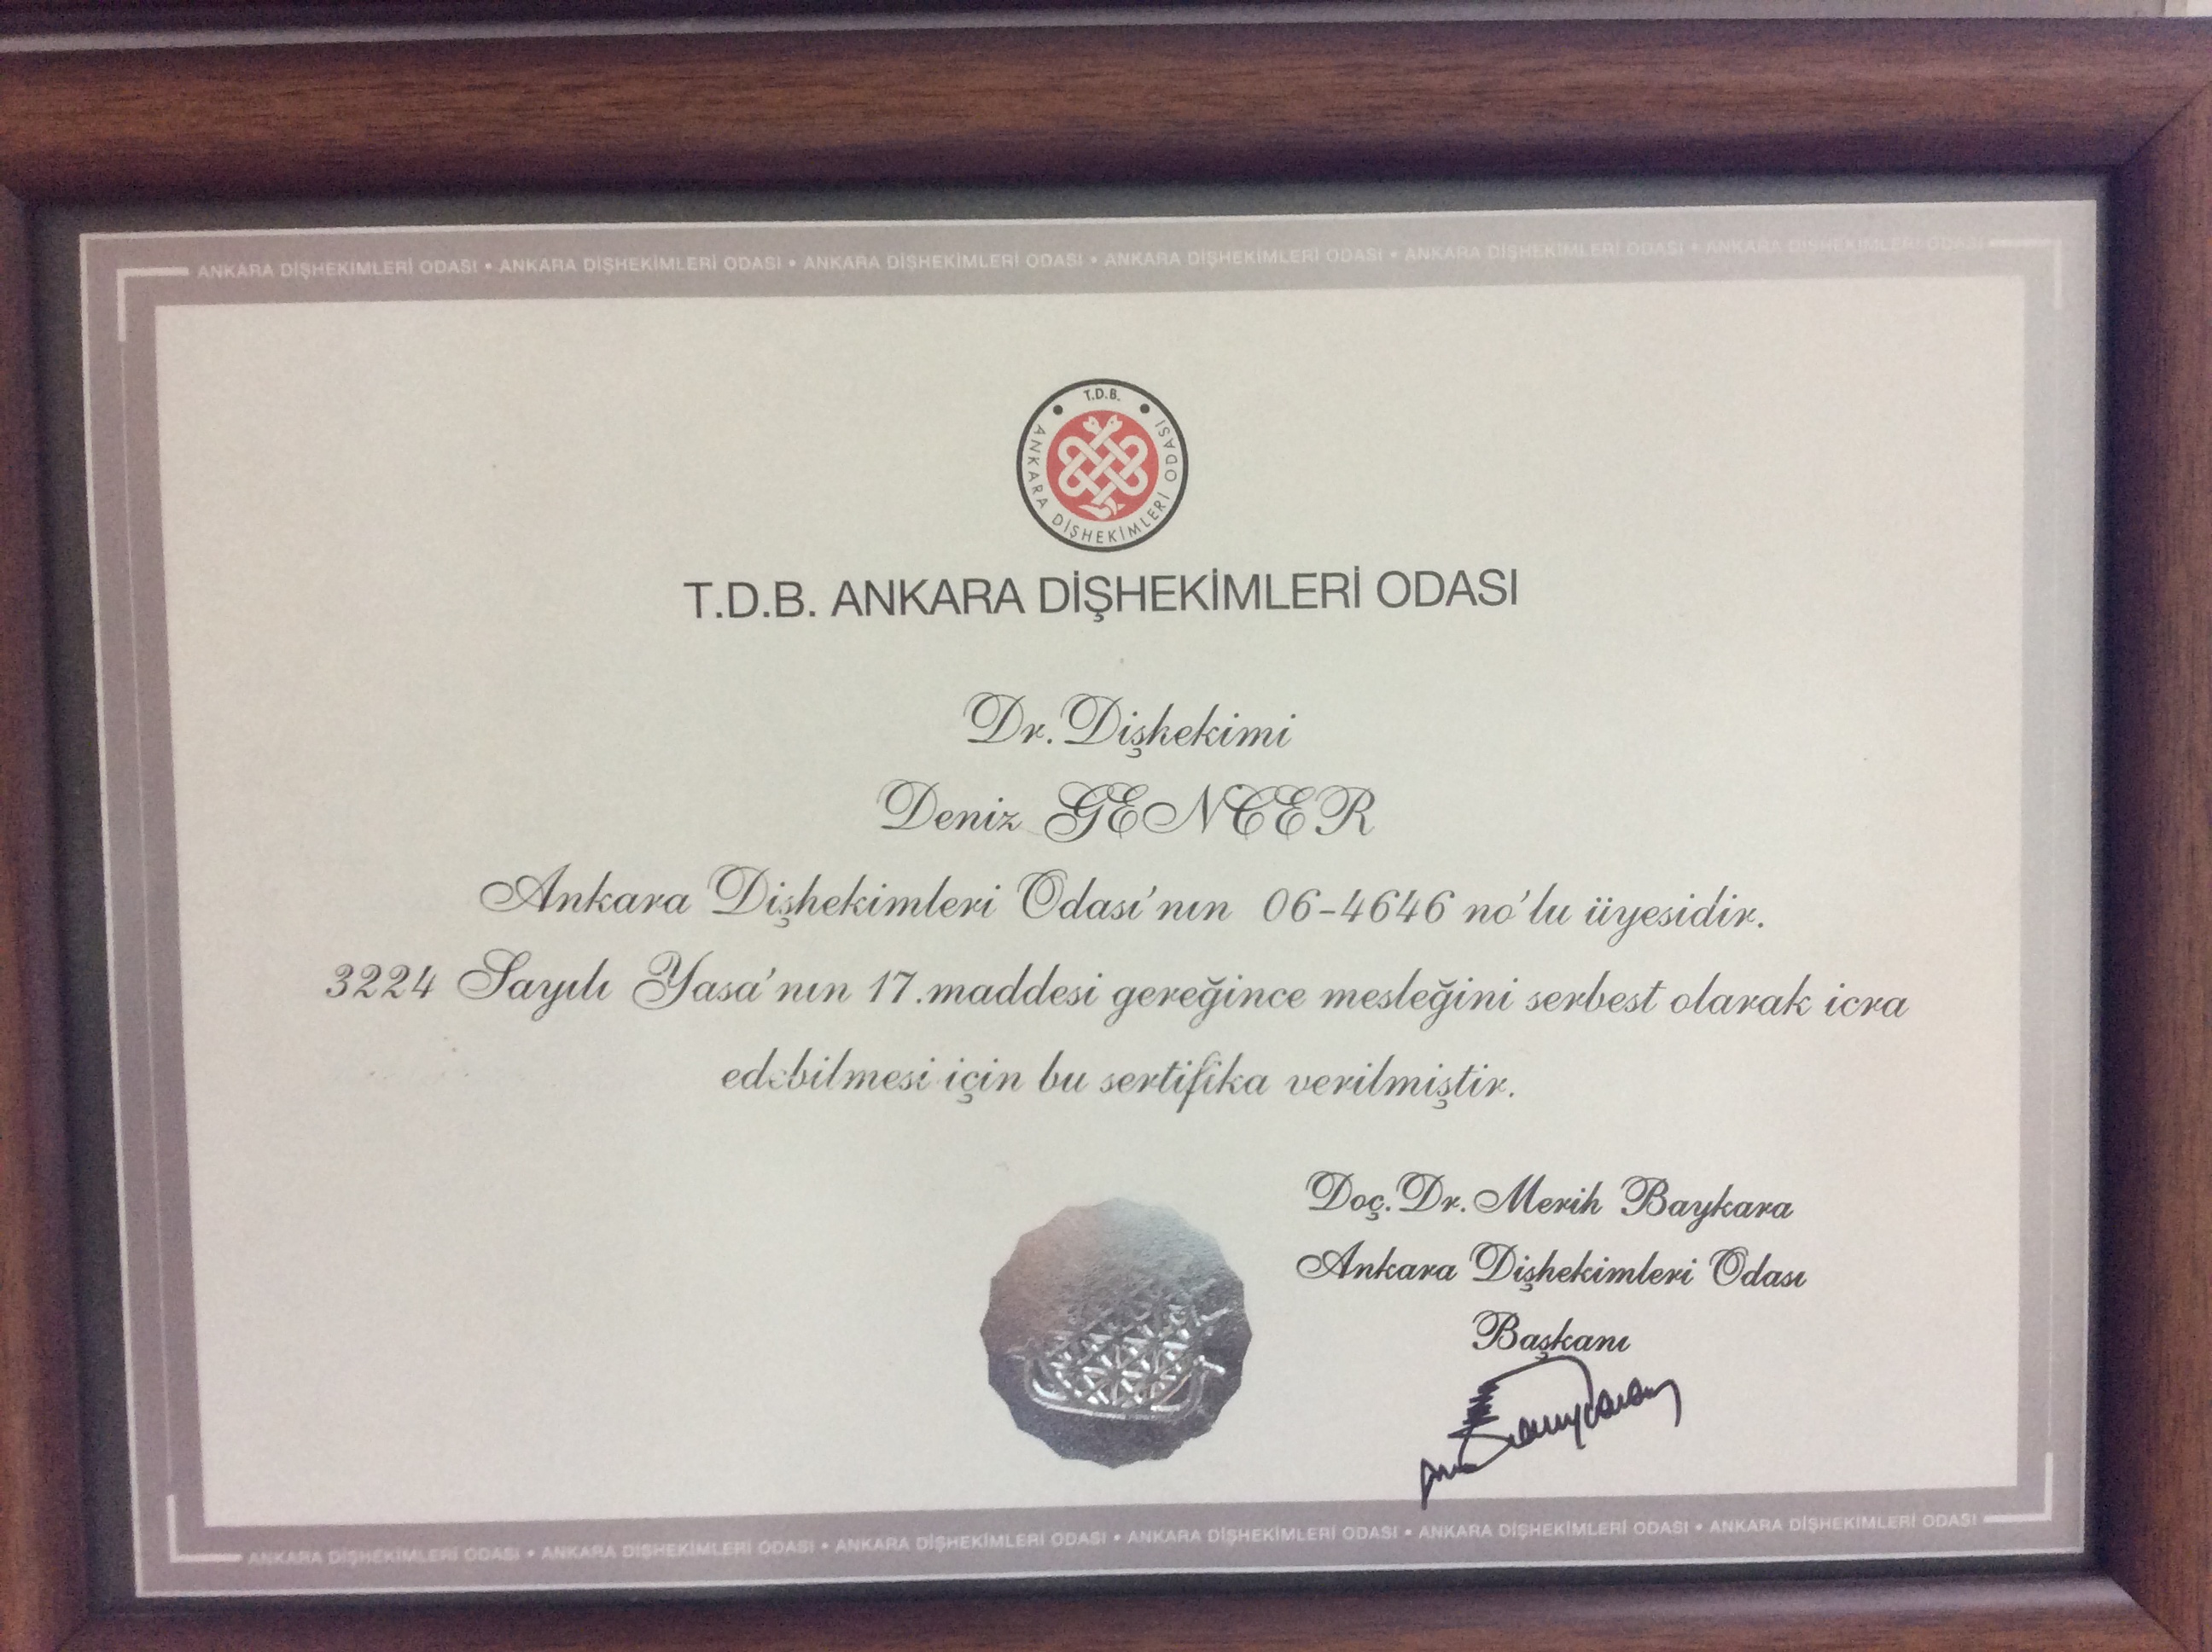 ANKARA DİŞHEKİMLERİ ODASI • ANKARA DİŞHEKİMLERİ ODASI • ANKARA DİŞHEKİMLERİ ODASI • ANKARA DİŞHEKİMLERİ ODASI • ANKARA DİŞHEKİMLERİ ODASI • ANKARA DİŞHEKİMLERİ ODASI
T.D.B.
ANKARA DİŞHEKİMLERİ ODASI
T.D.B. ANKARA DİŞHEKİMLERİ ODASI
Dr. Dişhekimi
Deniz GENCER
Ankara Dişhekimleri Odası'nın 06-4646 no'lu üyesidir.
3224 Sayılı Yasa'nın 17.maddesi gereğince mesleğini serbest olarak icra
edebilmesi için bu sertifika verilmiştir.
Doç. Dr. Merih Baykara
Ankara Dişhekimleri Odası
Başkanı
ANKARA DİŞHEKİMLERİ ODASI • ANKARA DİŞHEKİMLERİ ODASI • ANKARA DİŞHEKİMLERİ ODASI • ANKARA DİŞHEKİMLERİ ODASI • ANKARA DİŞHEKİMLERİ ODASI • ANKARA DİŞHEKİMLERİ ODASI